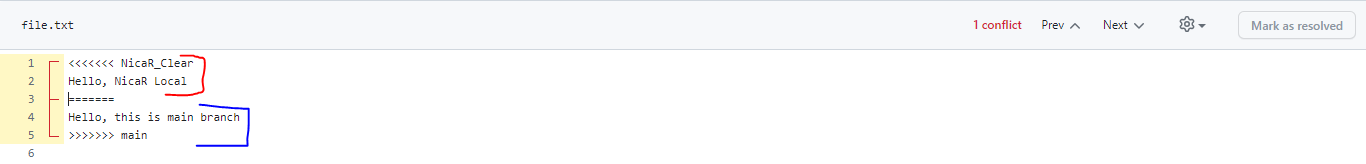 file.txt 1 conflict Prev Next Mark as resolved
1 <<<<<<< NicaR_Clear
2 Hello, NicaR Local
3 =======
4 Hello, this is main branch
5 >>>>>>> main
6